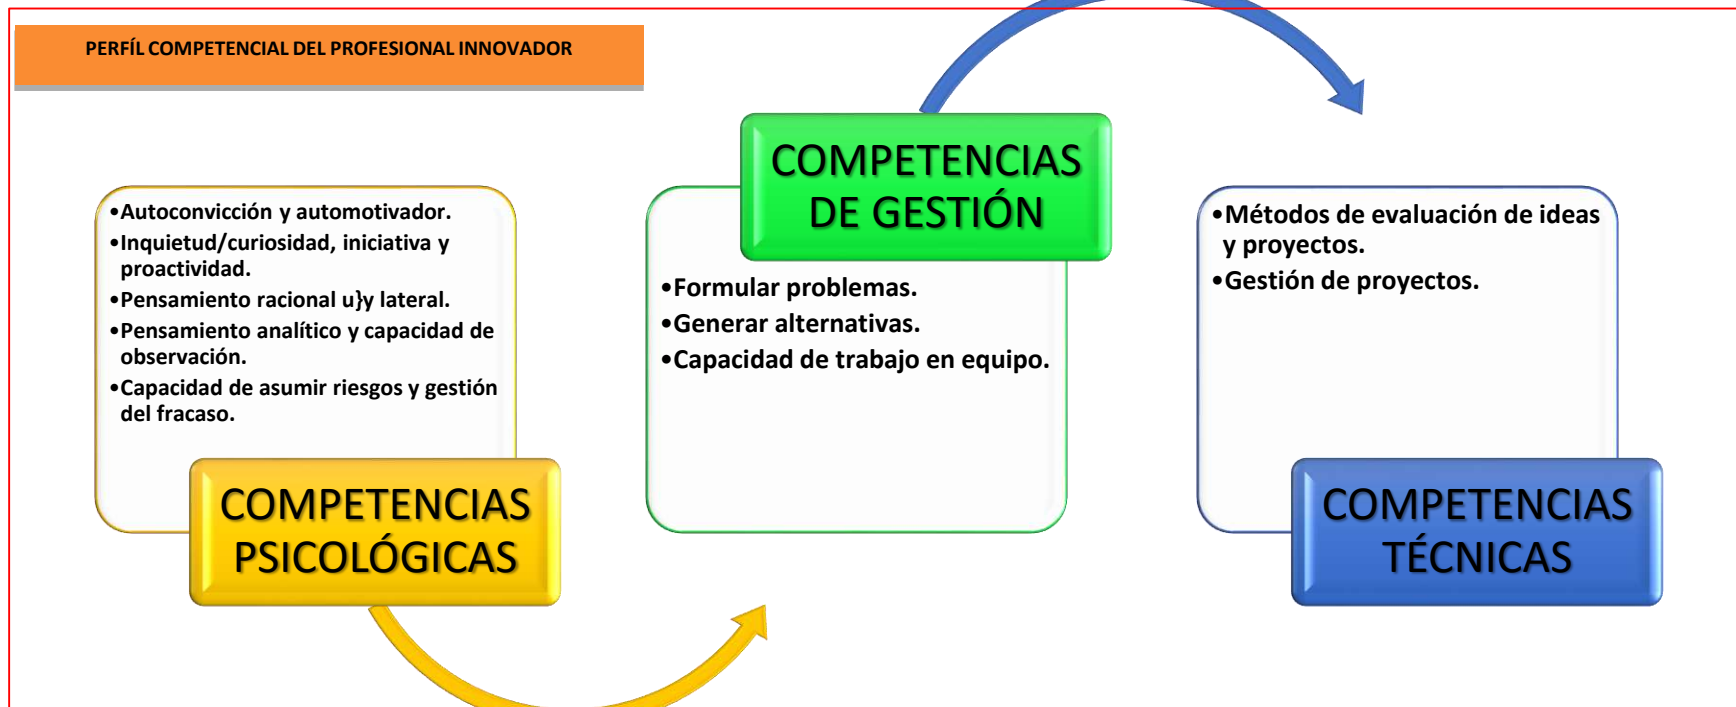 PERFÍL COMPETENCIAL DEL PROFESIONAL INNOVADOR
•Autoconvicción y automotivador.
•Inquietud/curiosidad, iniciativa y
proactividad.
•Pensamiento racional u}y lateral.
•Pensamiento analítico y capacidad de
observación.
•Capacidad de asumir riesgos y gestión
del fracaso.
COMPETENCIAS
PSICOLÓGICAS
COMPETENCIAS
DE GESTIÓN
•Formular problemas.
•Generar alternativas.
•Capacidad de trabajo en equipo.
•Métodos de evaluación de ideas
y proyectos.
•Gestión de proyectos.
COMPETENCIAS
TÉCNICAS